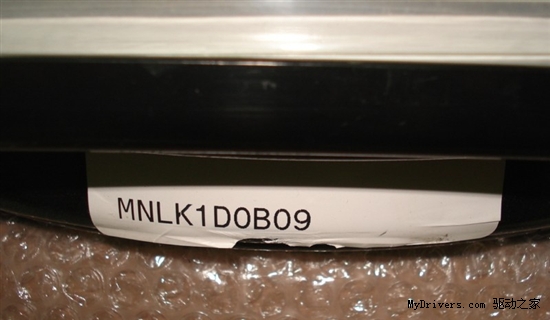 MNLK1D0B09
MyDrivers.com 驱动之家